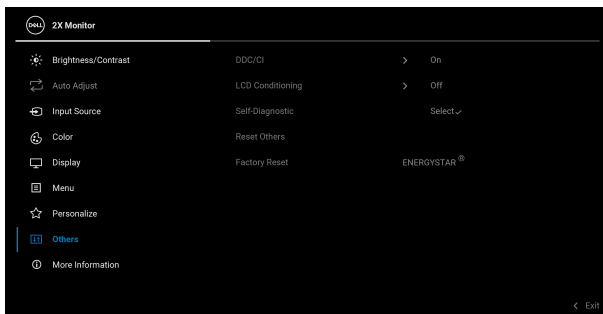 DELL 2X Monitor
Brightness/Contrast DDC/CI > On
Auto Adjust LCD Conditioning > Off
Input Source Self-Diagnostic Select✓
Color Reset Others
Display Factory Reset ENERGYSTAR®
Menu
Personalize
Others
More Information
< Exit